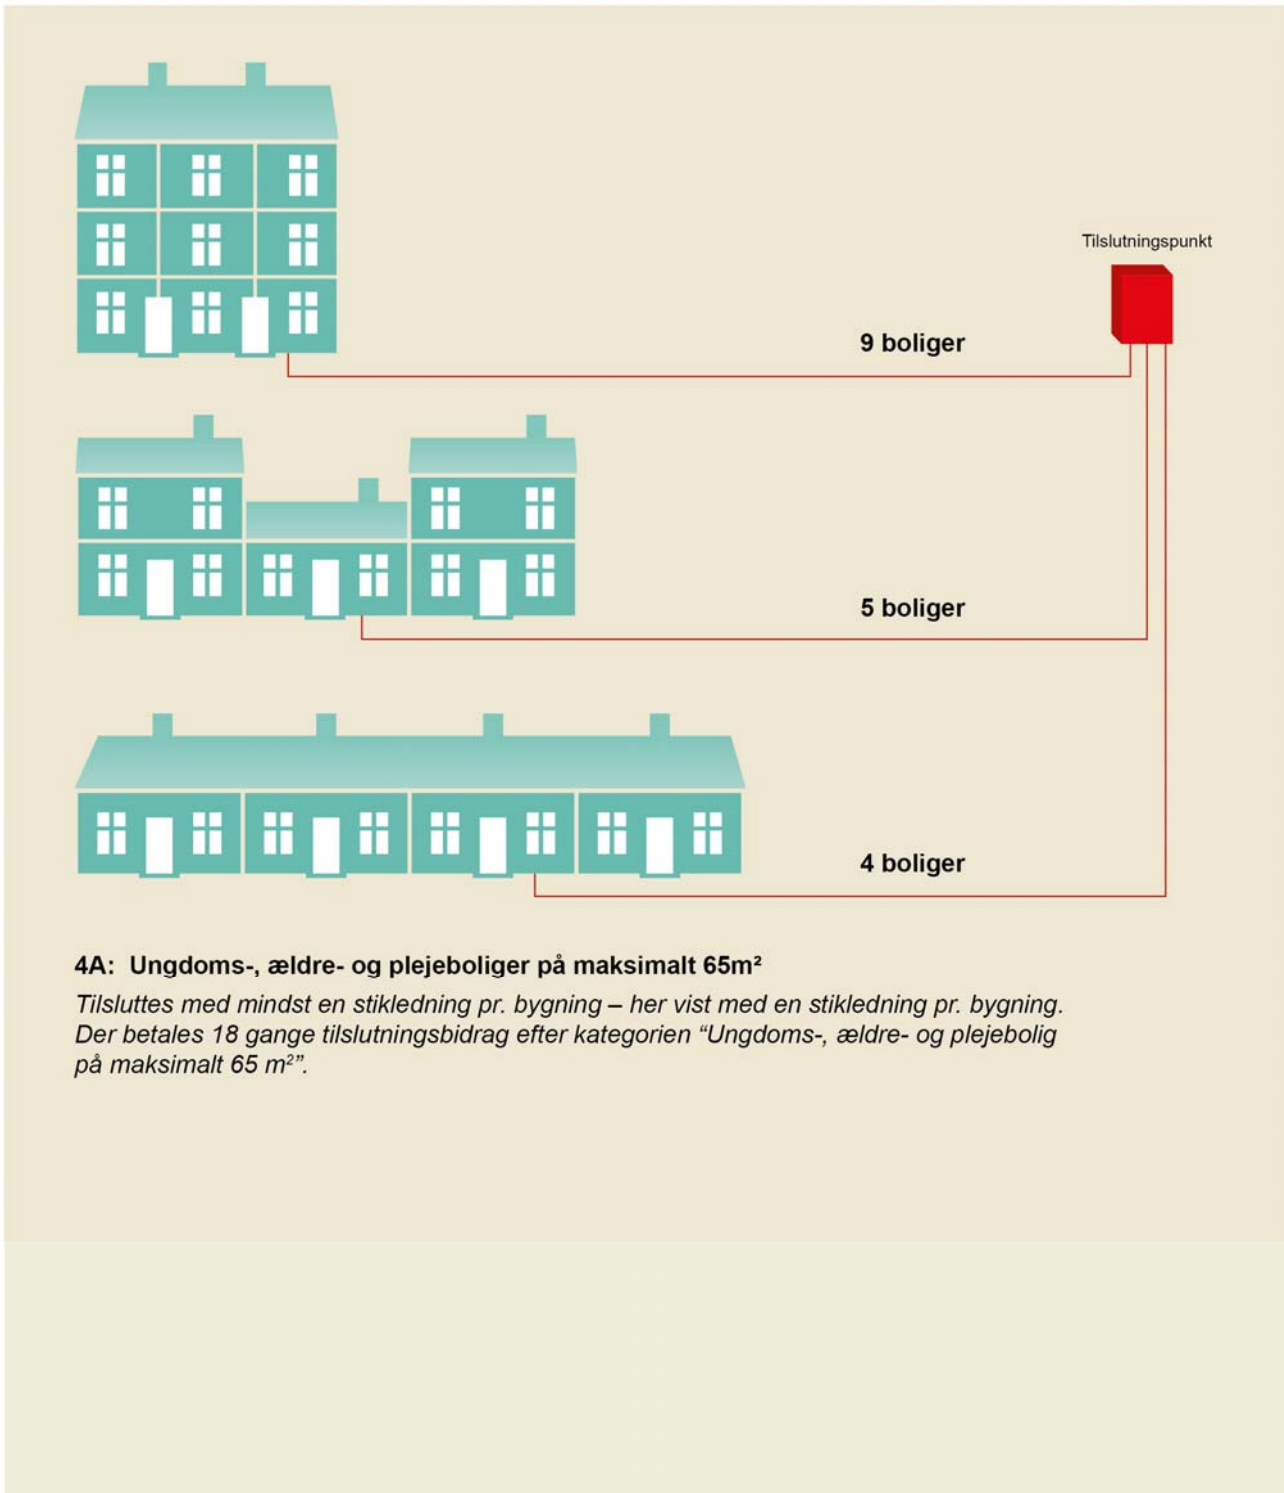 Tilslutningspunkt
9 boliger
5 boliger
4 boliger
4A: Ungdoms-, ældre- og plejeboliger på maksimalt 65m²
Tilsluttes med mindst en stikledning pr. bygning – her vist med en stikledning pr. bygning.
Der betales 18 gange tilslutningsbidrag efter kategorien “Ungdoms-, ældre- og plejebolig
på maksimalt 65 m²”.